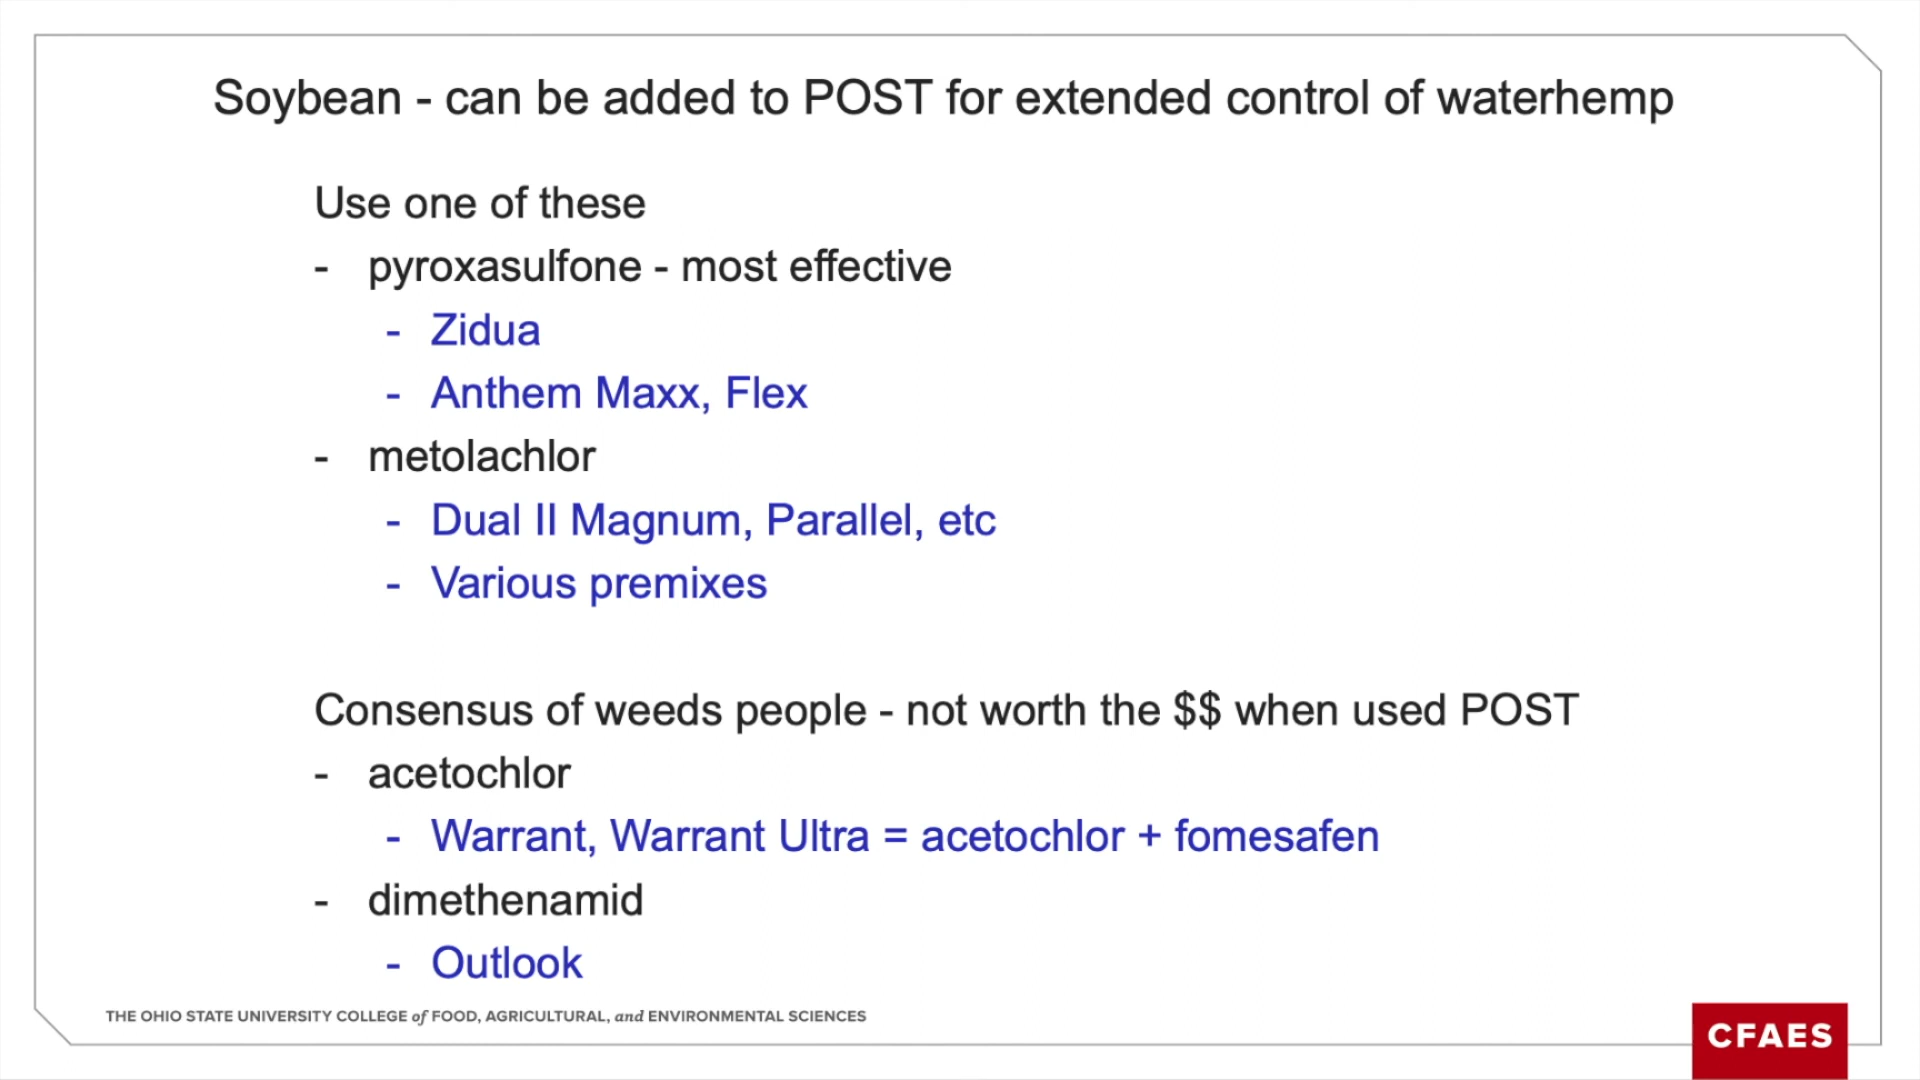 Soybean - can be added to POST for extended control of waterhemp
Use one of these
- pyroxasulfone - most effective
- Zidua
- Anthem Maxx, Flex
- metolachlor
- Dual II Magnum, Parallel, etc
- Various premixes
Consensus of weeds people - not worth the $$ when used POST
- acetochlor
- Warrant, Warrant Ultra = acetochlor + fomesafen
- dimethenamid
- Outlook
THE OHIO STATE UNIVERSITY COLLEGE of FOOD, AGRICULTURAL, and ENVIRONMENTAL SCIENCES
CFAES